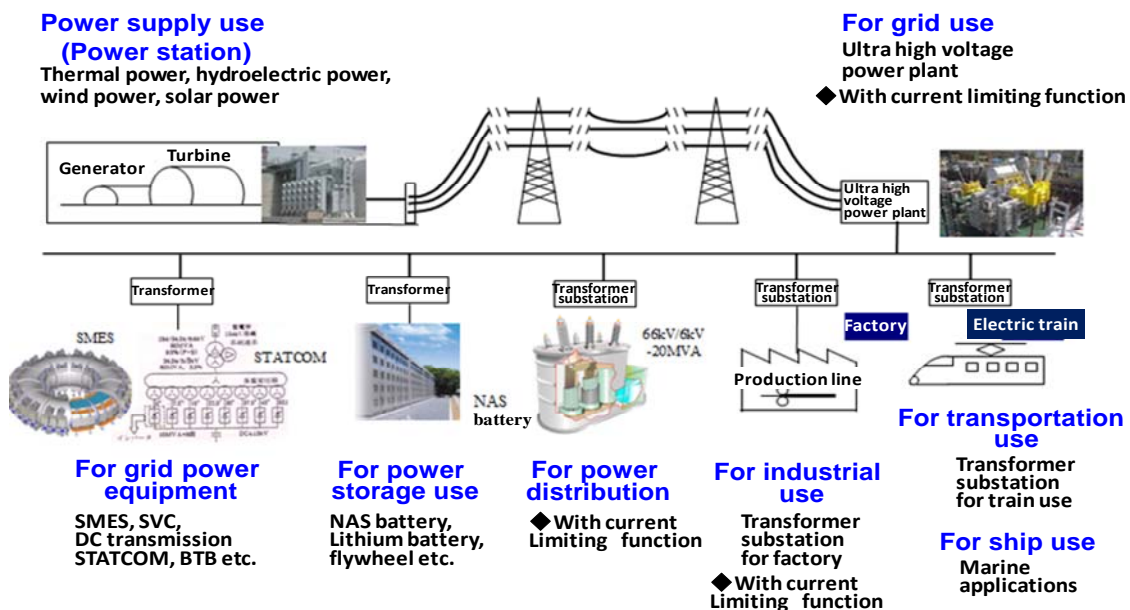 Power supply use
(Power station)
Thermal power, hydroelectric power,
wind power, solar power
For grid use
Ultra high voltage
power plant
◆With current limiting function
Generator
Turbine
Ultra high
voltage
power plant
Transformer
Transformer
Transformer
substation
Transformer
substation
Transformer
substation
SMES
STATCOM
NAS
battery
66kV/6kV
-20MVA
Factory
Production line
Electric train
For grid power
equipment
SMES, SVC,
DC transmission
STATCOM, BTB etc.
For power
storage use
NAS battery,
Lithium battery,
flywheel etc.
For power
distribution
◆With current
Limiting function
For industrial
use
Transformer
substation
for factory
◆With current
Limiting function
For transportation
use
Transformer
substation
for train use
For ship use
Marine
applications